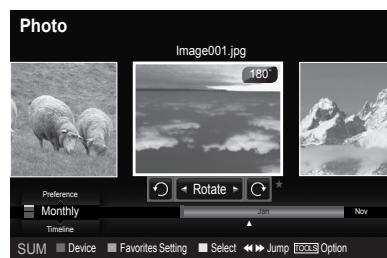 Photo
Image001.jpg
180˚
◄ Rotate ►
Preference
Monthly
Jan
Nov
Timeline
SUM Device Favorites Setting Select ◄◄ ►► Jump TOOLS Option